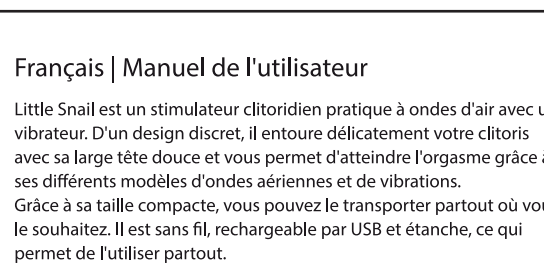 Français | Manuel de l'utilisateur
Little Snail est un stimulateur clitoridien pratique à ondes d'air avec
vibrateur. D'un design discret, il entoure délicatement votre clitoris
avec sa large tête douce et vous permet d'atteindre l'orgasme grâce à
ses différents modèles d'ondes aériennes et de vibrations.
Grâce à sa taille compacte, vous pouvez le transporter partout où
le souhaitez. Il est sans fil, rechargeable par USB et étanche, ce qui
permet de l'utiliser partout.